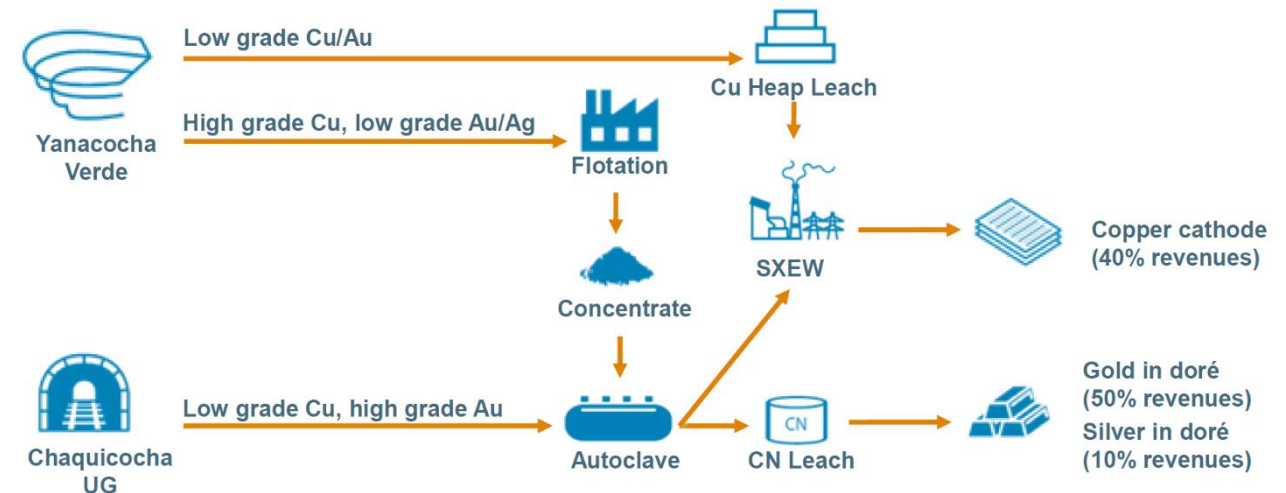 Low grade Cu/Au
Cu Heap Leach
Yanacocha
Verde
High grade Cu, low grade Au/Ag
Flotation
SXEW
Copper cathode
(40% revenues)
Concentrate
Chaquicocha
UG
Low grade Cu, high grade Au
Autoclave
CN
CN Leach
Gold in doré
(50% revenues)
Silver in doré
(10% revenues)